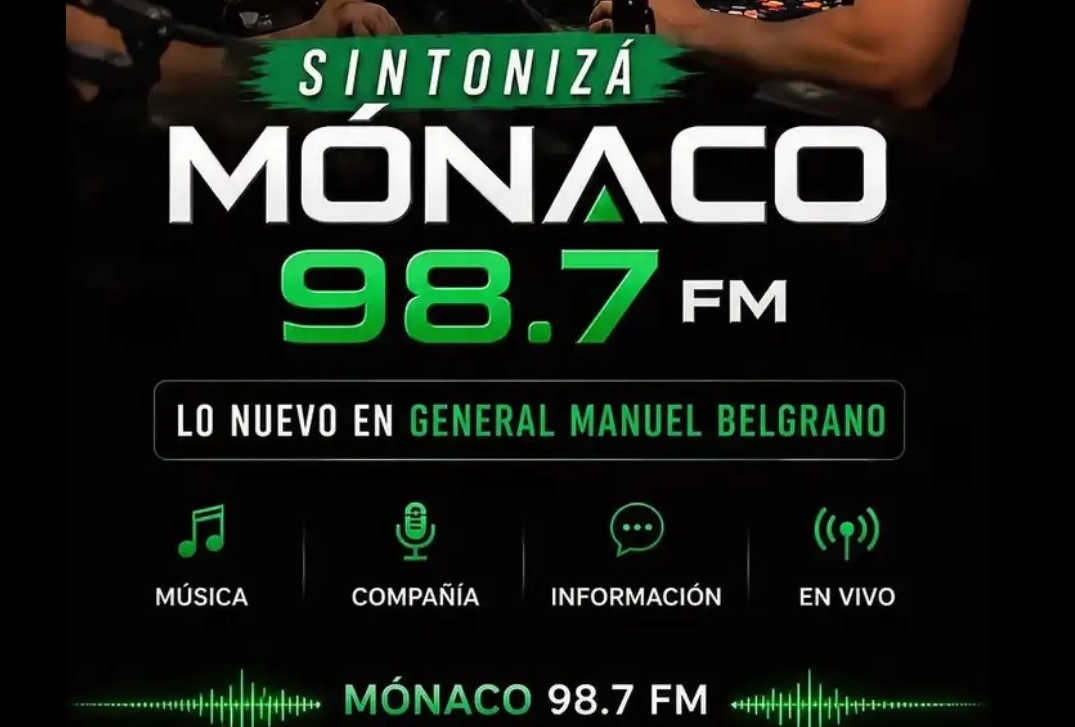 SINTONIZÁ
MÓNACO
98.7 FM
LO NUEVO EN GENERAL MANUEL BELGRANO
MÚSICA
COMPAÑÍA
INFORMACIÓN
EN VIVO
MÓNACO 98.7 FM